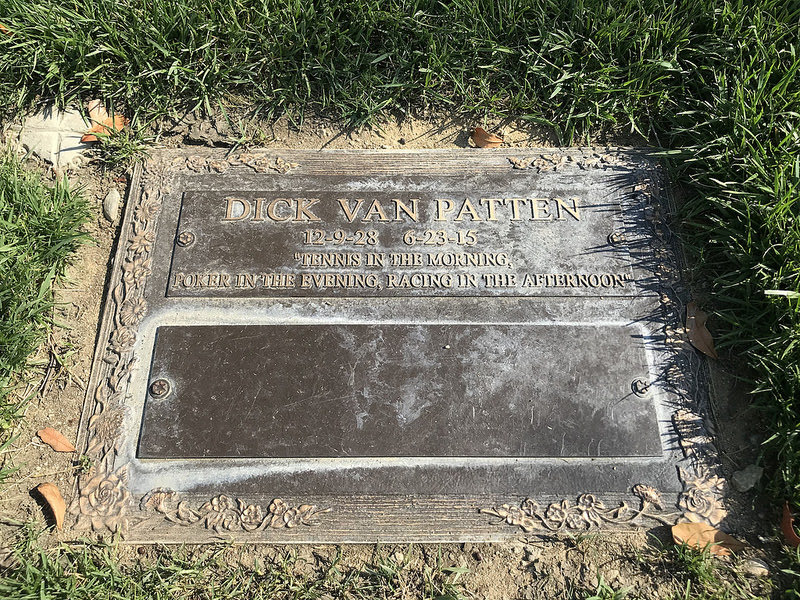 DICK VAN PATTEN
12-9-28 6-23-15
"TENNIS IN THE MORNING,
POKER IN THE EVENING, RACING IN THE AFTERNOON"